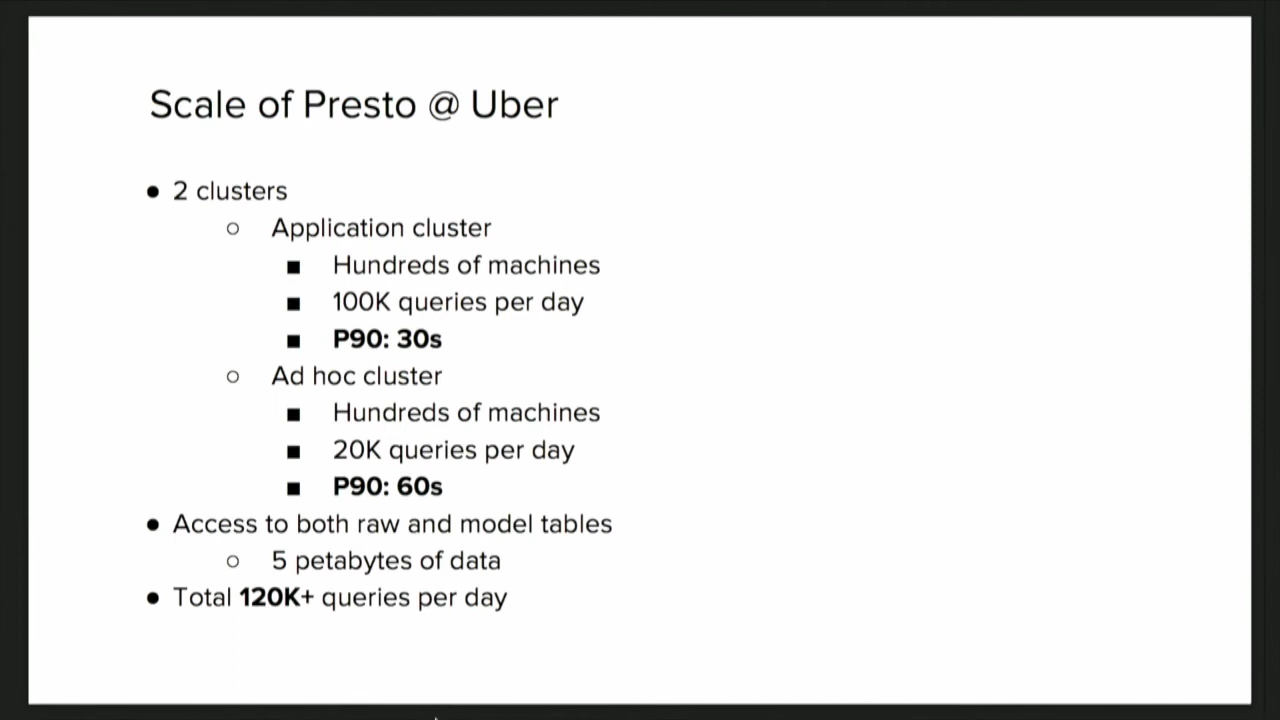 Scale of Presto @ Uber
● 2 clusters
○ Application cluster
■ Hundreds of machines
■ 100K queries per day
■ P90: 30s
○ Ad hoc cluster
■ Hundreds of machines
■ 20K queries per day
■ P90: 60s
● Access to both raw and model tables
○ 5 petabytes of data
● Total 120K+ queries per day